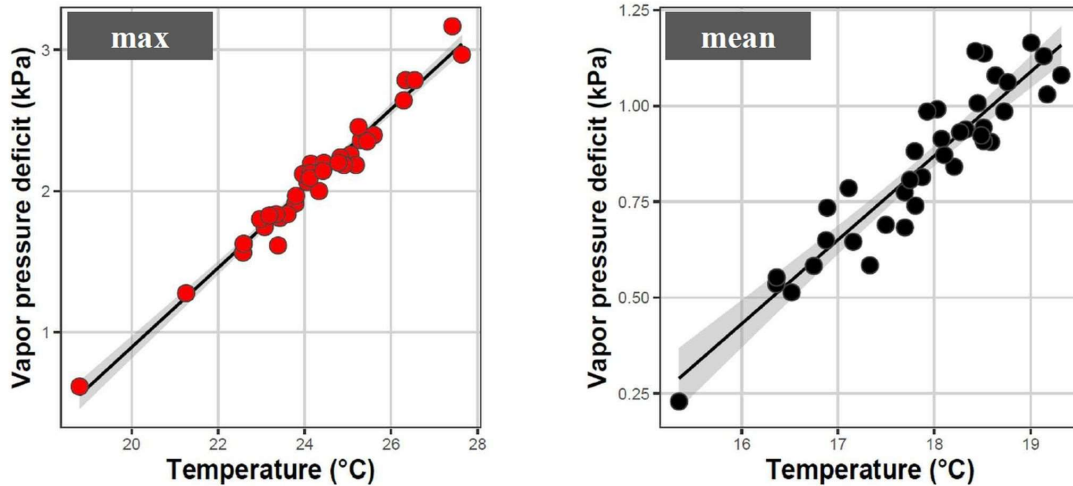 max
Vapor pressure deficit (kPa)
3
2
1
20
22
24
26
28
Temperature (°C)
mean
Vapor pressure deficit (kPa)
1.25
1.00
0.75
0.50
0.25
16
17
18
19
Temperature (°C)